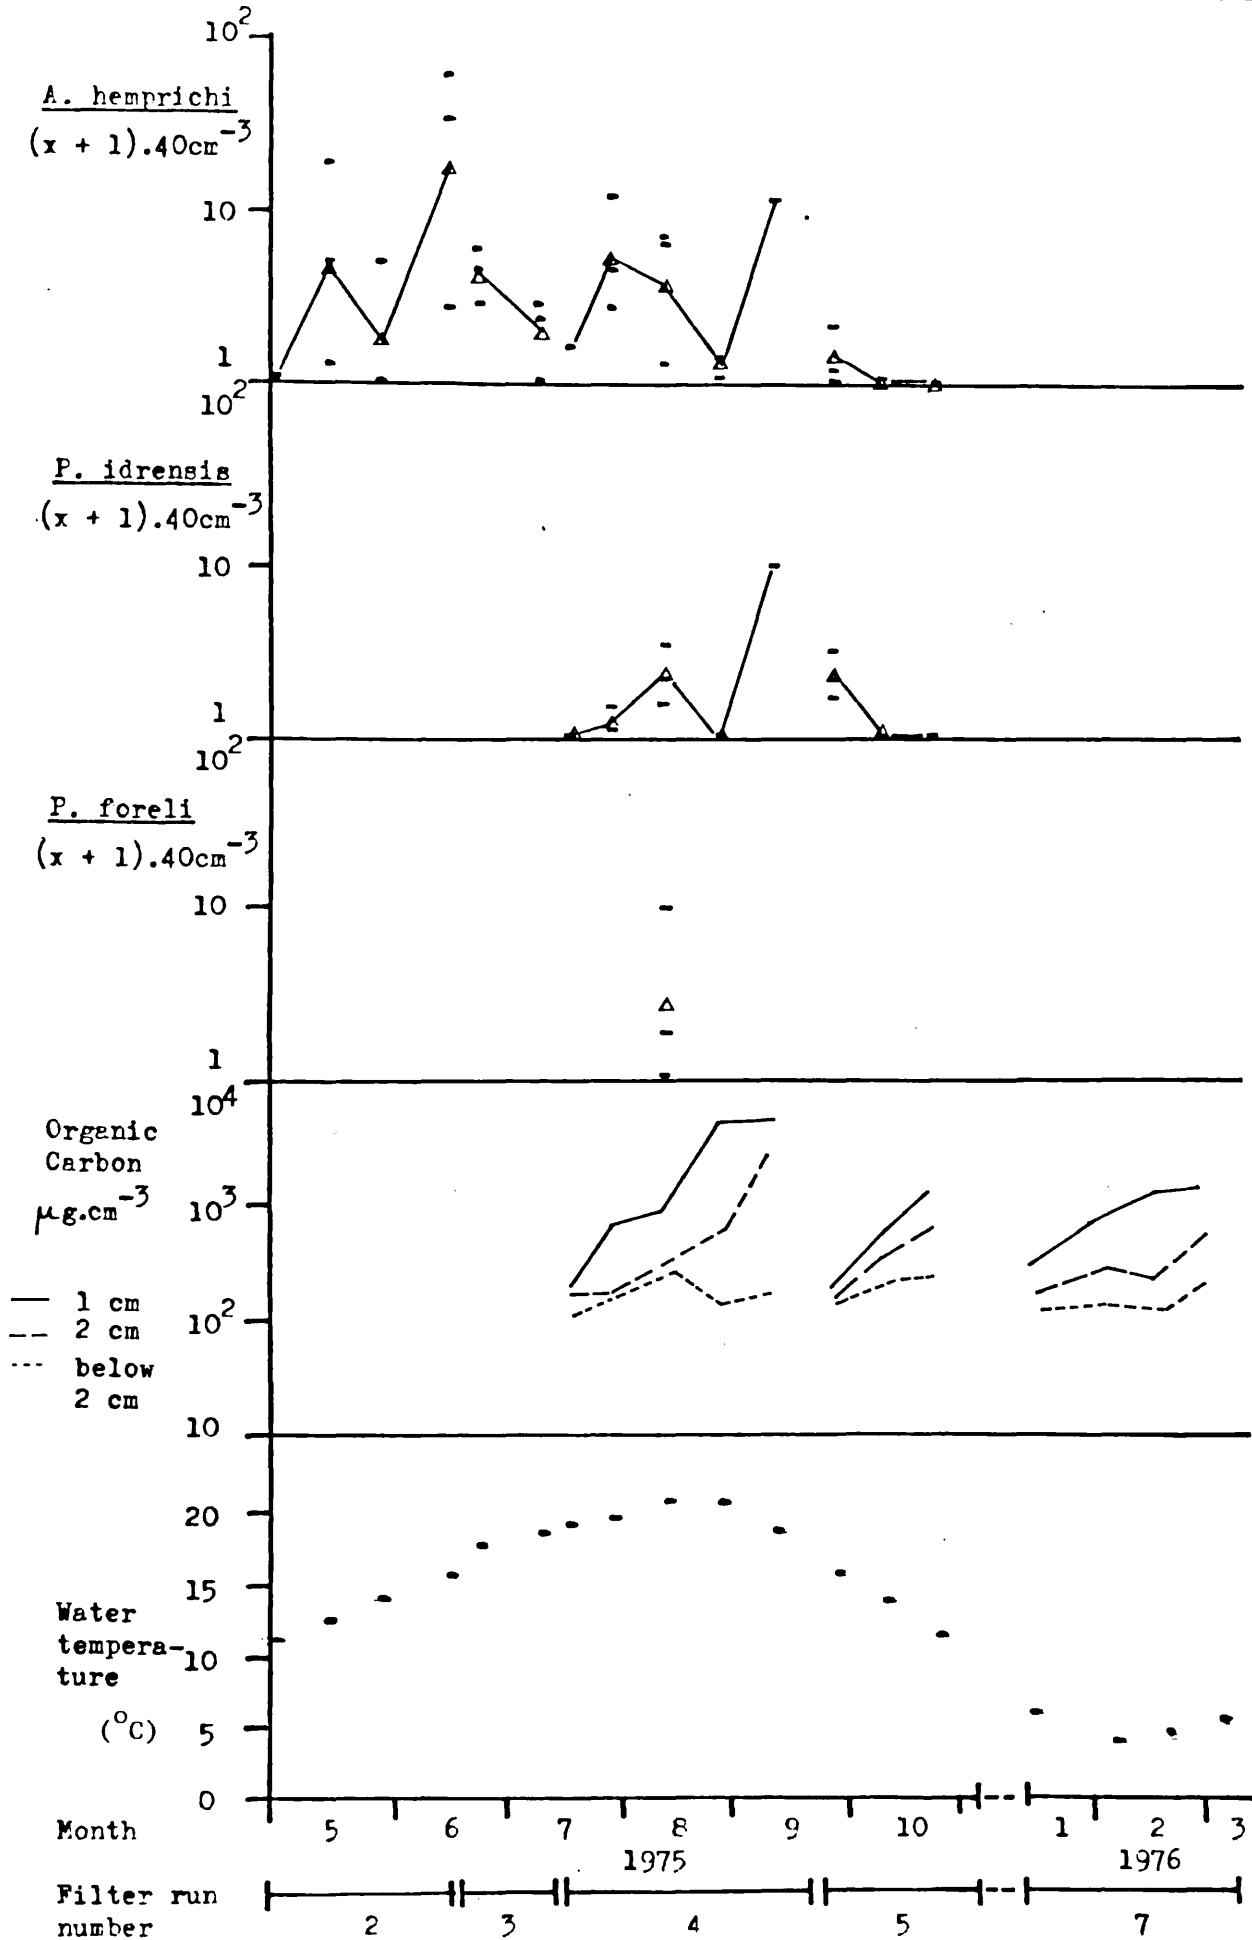 10²
A. hemprichi
(x + 1).40cm⁻³
10
1
10²
P. idrensis
(x + 1).40cm⁻³
10
1
10²
P. foreli
(x + 1).40cm⁻³
10
1
10⁴
Organic
Carbon
µg.cm⁻³
10³
1 cm
10²
2 cm
below
2 cm
10
20
15
Water
tempera-
10
ture
(°C)
5
0
Month 5 6 7 8 9 10 1 2 3
1975 1976
Filter run
number 2 3 4 5 7